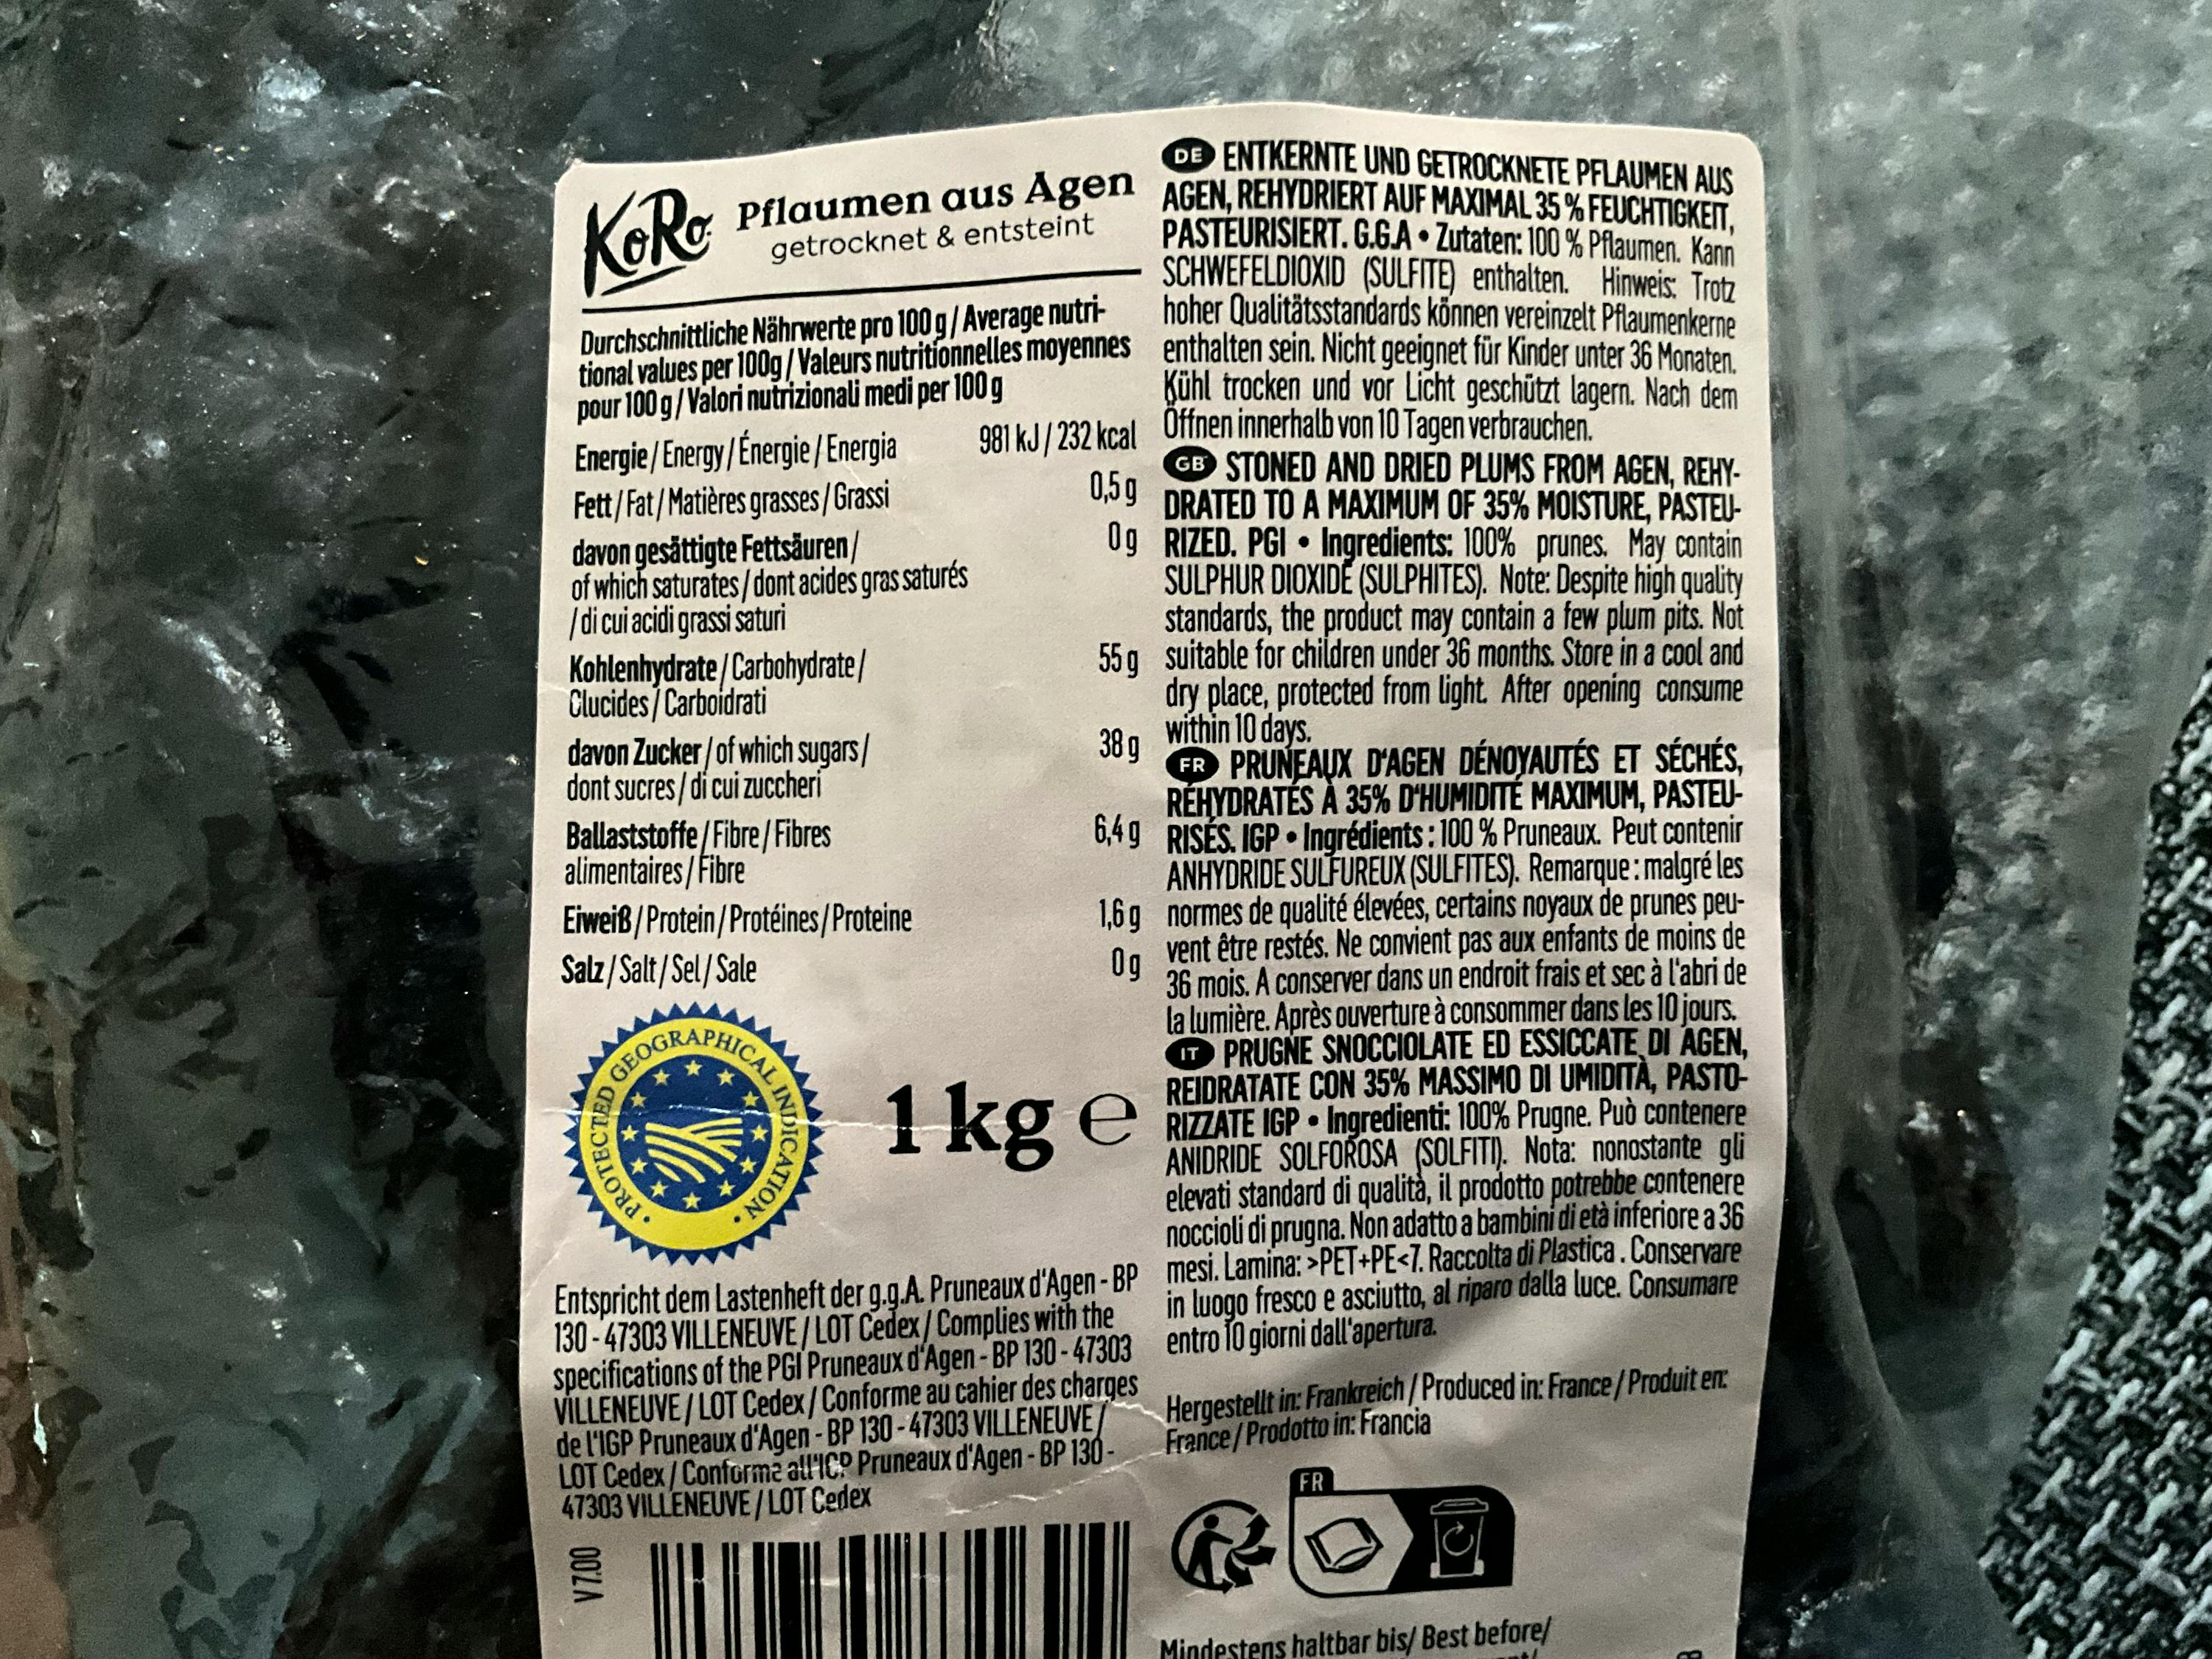 KoRo
Pflaumen aus Agen
getrocknet & entsteint
Durchschnittliche Nährwerte pro 100 g / Average nutri-
tional values per 100g / Valeurs nutritionnelles moyennes
pour 100 g / Valori nutrizionali medi per 100 g
Energie / Energy / Énergie / Energia 981 kJ / 232 kcal
Fett / Fat / Matières grasses / Grassi 0,5 g
davon gesättigte Fettsäuren / 0 g
of which saturates / dont acides gras saturés
/ di cui acidi grassi saturi
Kohlenhydrate / Carbohydrate / 55 g
Glucides / Carboidrati
davon Zucker / of which sugars / 38 g
dont sucres / di cui zuccheri
Ballaststoffe / Fibre / Fibres 6,4 g
alimentaires / Fibre
Eiweiß / Protein / Protéines / Proteine 1,6 g
Salz / Salt / Sel / Sale 0 g
• PROTECTED GEOGRAPHICAL INDICATION •
1 kg e
Entspricht dem Lastenheft der g.g.A. Pruneaux d'Agen - BP
130 - 47303 VILLENEUVE / LOT Cedex / Complies with the
specifications of the PGI Pruneaux d'Agen - BP 130 - 47303
VILLENEUVE / LOT Cedex / Conforme au cahier des charges
de l'IGP Pruneaux d'Agen - BP 130 - 47303 VILLENEUVE /
LOT Cedex / Conforme all'ICP Pruneaux d'Agen - BP 130 -
47303 VILLENEUVE / LOT Cedex
V 7.00
DE ENTKERNTE UND GETROCKNETE PFLAUMEN AUS
AGEN, REHYDRIERT AUF MAXIMAL 35 % FEUCHTIGKEIT,
PASTEURISIERT. G.G.A • Zutaten: 100 % Pflaumen. Kann
SCHWEFELDIOXID (SULFITE) enthalten. Hinweis: Trotz
hoher Qualitätsstandards können vereinzelt Pflaumenkerne
enthalten sein. Nicht geeignet für Kinder unter 36 Monaten.
Kühl trocken und vor Licht geschützt lagern. Nach dem
Öffnen innerhalb von 10 Tagen verbrauchen.
GB STONED AND DRIED PLUMS FROM AGEN, REHY-
DRATED TO A MAXIMUM OF 35% MOISTURE, PASTEU-
RIZED. PGI • Ingredients: 100% prunes. May contain
SULPHUR DIOXIDE (SULPHITES). Note: Despite high quality
standards, the product may contain a few plum pits. Not
suitable for children under 36 months. Store in a cool and
dry place, protected from light. After opening consume
within 10 days.
FR PRUNEAUX D'AGEN DÉNOYAUTÉS ET SÉCHÉS,
RÉHYDRATÉS À 35% D'HUMIDITÉ MAXIMUM, PASTEU-
RISÉS. IGP • Ingrédients : 100 % Pruneaux. Peut contenir
ANHYDRIDE SULFUREUX (SULFITES). Remarque : malgré les
normes de qualité élevées, certains noyaux de prunes peu-
vent être restés. Ne convient pas aux enfants de moins de
36 mois. A conserver dans un endroit frais et sec à l'abri de
la lumière. Après ouverture à consommer dans les 10 jours.
IT PRUGNE SNOCCIOLATE ED ESSICCATE DI AGEN,
REIDRATATE CON 35% MASSIMO DI UMIDITÀ, PASTO-
RIZZATE IGP • Ingredienti: 100% Prugne. Può contenere
ANIDRIDE SOLFOROSA (SOLFITI). Nota: nonostante gli
elevati standard di qualità, il prodotto potrebbe contenere
noccioli di prugna. Non adatto a bambini di età inferiore a 36
mesi. Lamina: >PET+PE<7. Raccolta di Plastica . Conservare
in luogo fresco e asciutto, al riparo dalla luce. Consumare
entro 10 giorni dall'apertura.
Hergestellt in: Frankreich / Produced in: France / Produit en:
France / Prodotto in: Francia
FR
Mindestens haltbar bis/ Best before/